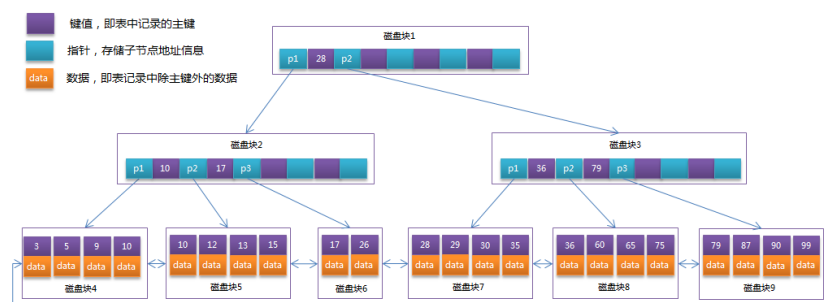 键值，即表中记录的主键
指针，存储子节点地址信息
data 数据，即表记录中除主键外的数据
磁盘块1
p1 28 p2
磁盘块2
p1 10 p2 17 p3
磁盘块3
p1 36 p2 79 p3
3 5 9 10
data data data data
磁盘块4
10 12 13 15
data data data data
磁盘块5
17 26
data data
磁盘块6
28 29 30 35
data data data data
磁盘块7
36 60 65 75
data data data data
磁盘块8
79 87 90 99
data data data data
磁盘块9